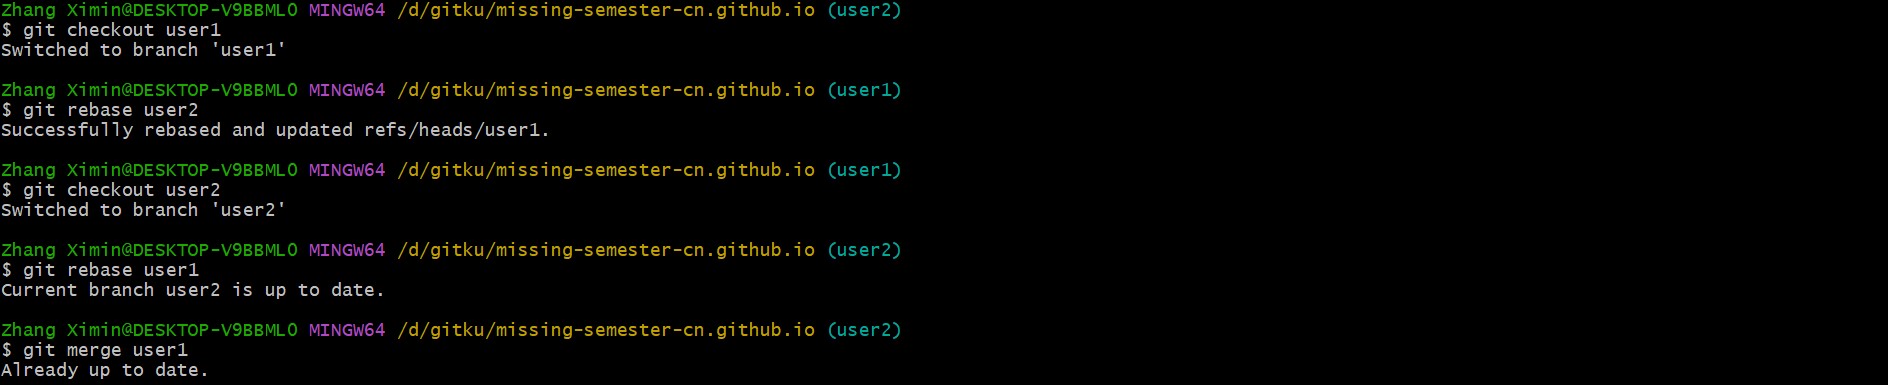 Zhang Ximin@DESKTOP-V9BBML0 MINGW64 /d/gitku/missing-semester-cn.github.io (user2)
$ git checkout user1
Switched to branch 'user1'
Zhang Ximin@DESKTOP-V9BBML0 MINGW64 /d/gitku/missing-semester-cn.github.io (user1)
$ git rebase user2
Successfully rebased and updated refs/heads/user1.
Zhang Ximin@DESKTOP-V9BBML0 MINGW64 /d/gitku/missing-semester-cn.github.io (user1)
$ git checkout user2
Switched to branch 'user2'
Zhang Ximin@DESKTOP-V9BBML0 MINGW64 /d/gitku/missing-semester-cn.github.io (user2)
$ git rebase user1
Current branch user2 is up to date.
Zhang Ximin@DESKTOP-V9BBML0 MINGW64 /d/gitku/missing-semester-cn.github.io (user2)
$ git merge user1
Already up to date.